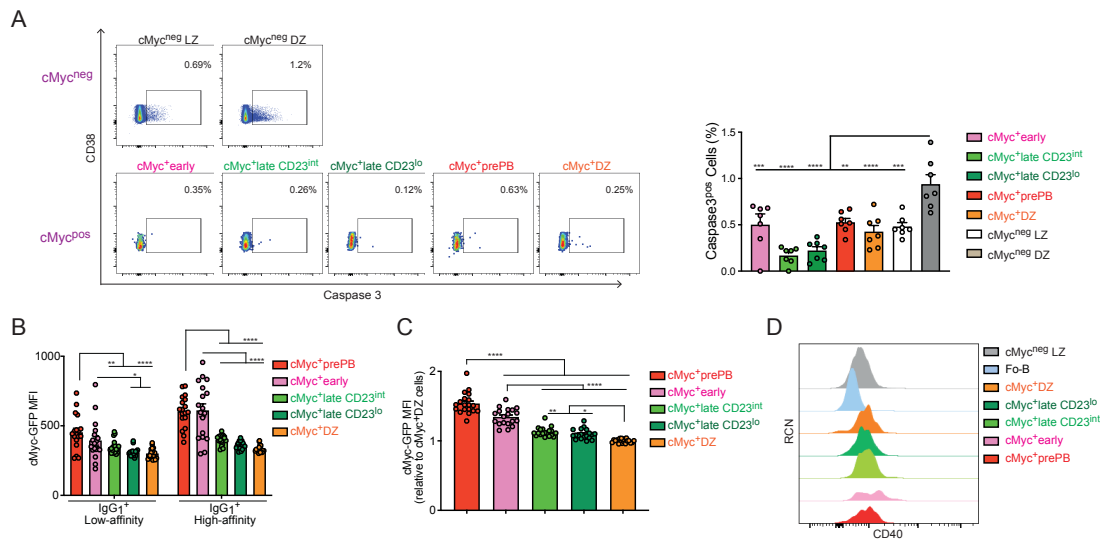 A
cMycneg LZ
cMycneg DZ
cMycneg
0.69%
1.2%
CD38
cMyc+early
cMyc+late CD23int
cMyc+late CD23lo
cMyc+prePB
cMyc+DZ
cMycpos
0.35%
0.26%
0.12%
0.63%
0.25%
Caspase 3
Caspase3pos Cells (%)
1.5
1.0
0.5
0.0
*** **** **** ** **** ***
cMyc+early
cMyc+late CD23int
cMyc+late CD23lo
cMyc+prePB
cMyc+DZ
cMycneg LZ
cMycneg DZ
B
cMyc-GFP MFI
1000
500
0
** ****
*
****
****
IgG1+
Low-affinity
IgG1+
High-affinity
cMyc+prePB
cMyc+early
cMyc+late CD23int
cMyc+late CD23lo
cMyc+DZ
C
cMyc-GFP MFI
(relative to cMyc+DZ cells)
2
1
0
****
****
** *
cMyc+prePB
cMyc+early
cMyc+late CD23int
cMyc+late CD23lo
cMyc+DZ
D
RCN
CD40
cMycneg LZ
Fo-B
cMyc+DZ
cMyc+late CD23lo
cMyc+late CD23int
cMyc+early
cMyc+prePB